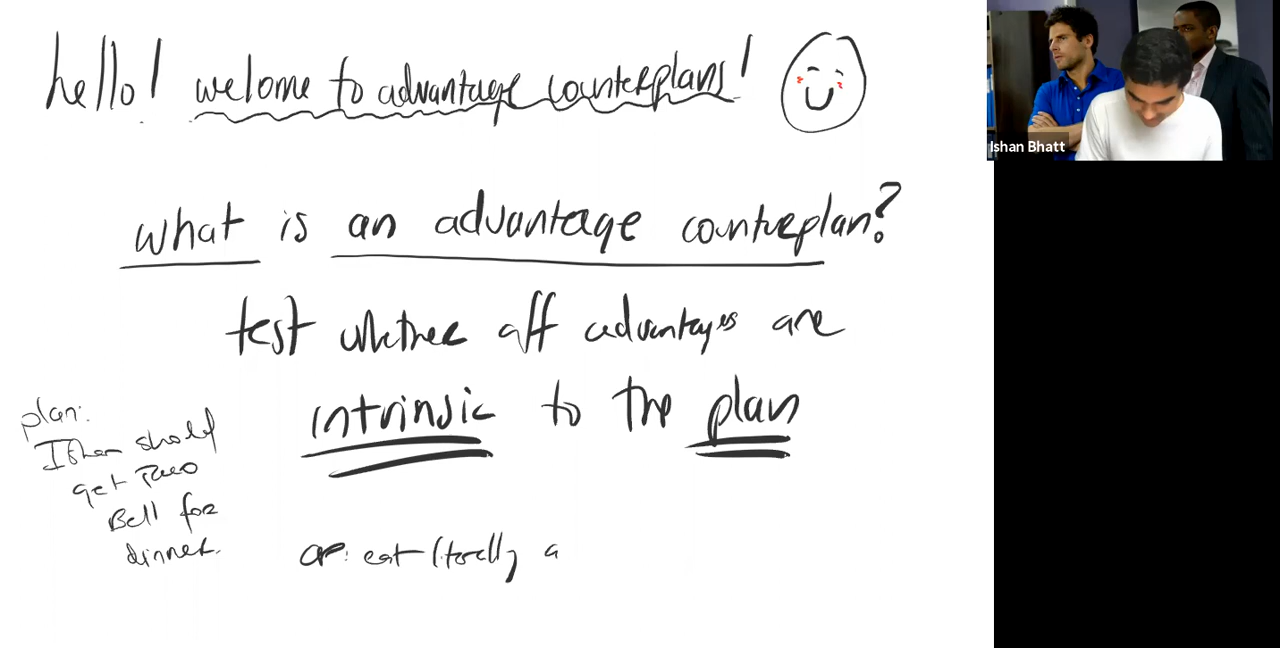 hello! welome to advantage counterplans!
Ishan Bhatt
what is an advantage counterplan?
test whether aff advantages are
intrinsic to the plan
plan:
Ishan should
get Taco
Bell for
dinner.
CP: eat literally a